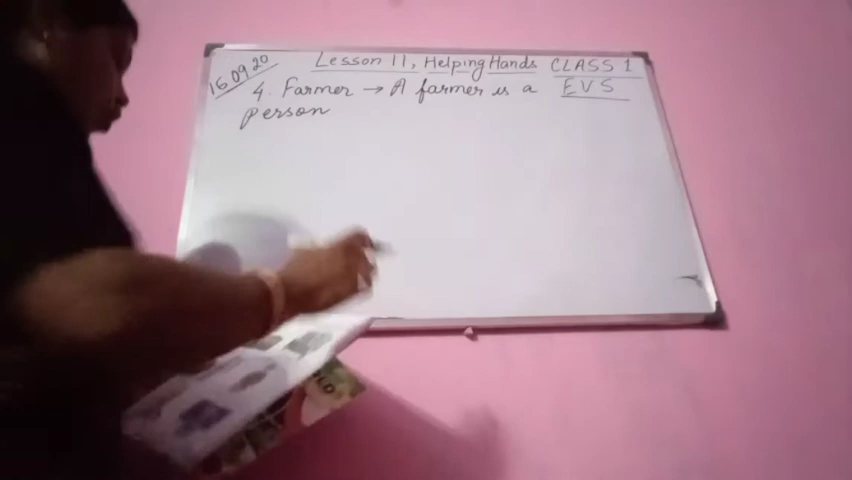 16.09.20
Lesson 11, Helping Hands CLASS 1
EVS
4. Farmer → A farmer is a
person